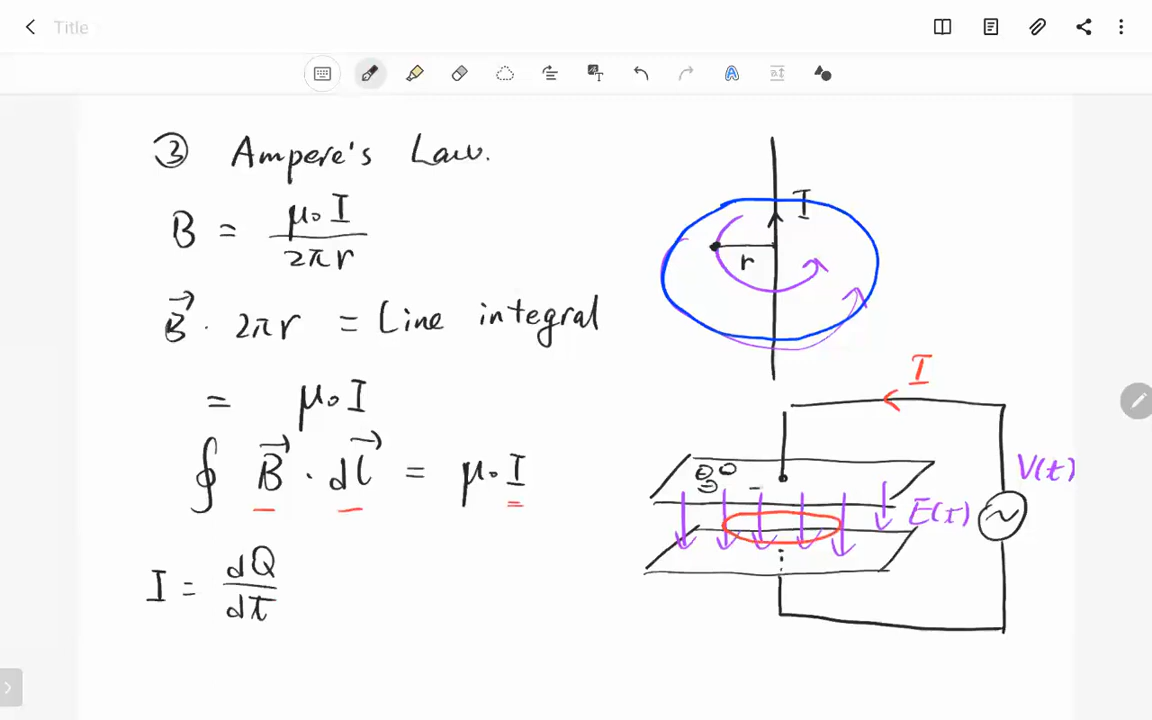 Title
③ Ampere's Law.
B = μ₀I / 2πr
I
r
B⃗ · 2πr = Line integral
= μ₀I
I
∮ B⃗ · dl⃗ = μ₀I
V(t)
E(t)
I = dQ/dt